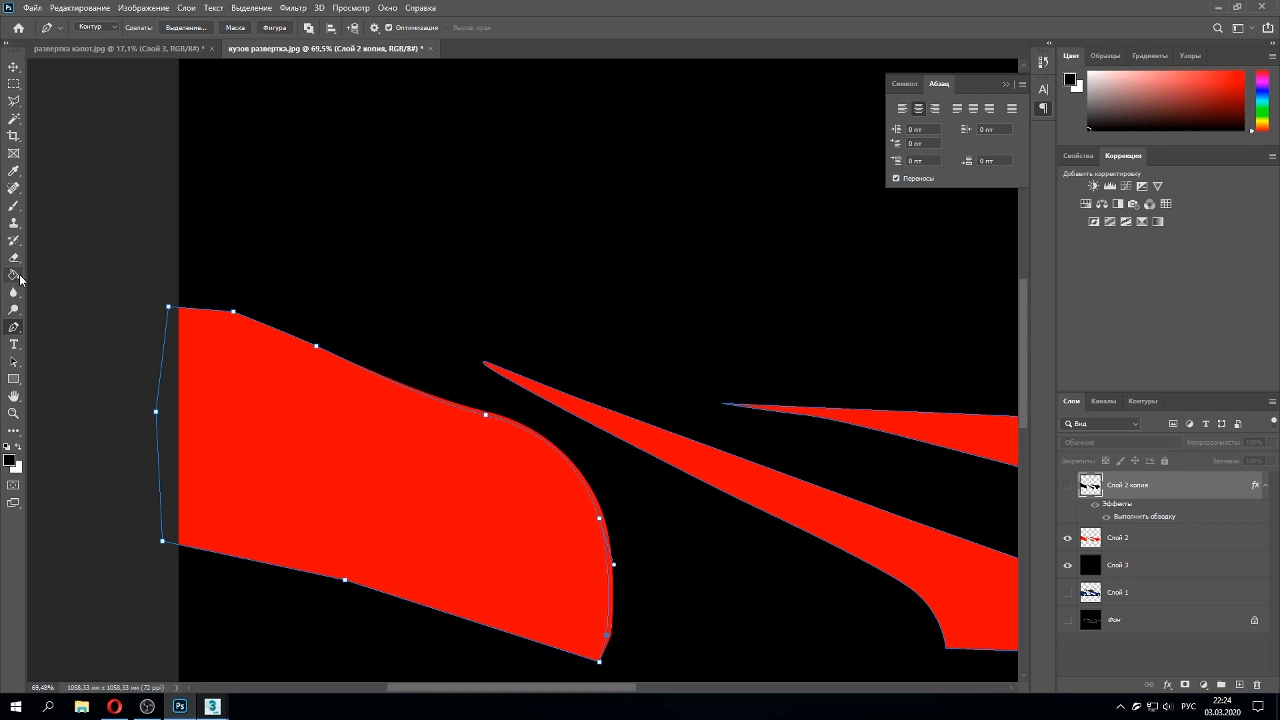 Файл Редактирование Изображение Слои Текст Выделение Фильтр 3D Просмотр Окно Справка
Контур Сделать: Выделение... Маска Фигура Оптимизация Выров. края
развертка капот.jpg @ 17,1% (Слой 3, RGB/8#) * × кузов развертка.jpg @ 69,5% (Слой 2 копия, RGB/8#) * ×
Цвет Образцы Градиенты Узоры
Символ Абзац
0 пт 0 пт
0 пт
0 пт 0 пт
Переносы
Свойства Коррекция
Добавить корректировку
Слои Каналы Контуры
Вид
Обычные Непрозрачность: 100%
Закрепить: Заливка: 100%
Слой 2 копия fx
Эффекты
Выполнить обводку
Слой 2
Слой 3
Слой 1
Фон
69,48% 1058,33 мм x 1058,33 мм (72 ppi)
РУС 22:24
03.03.2020